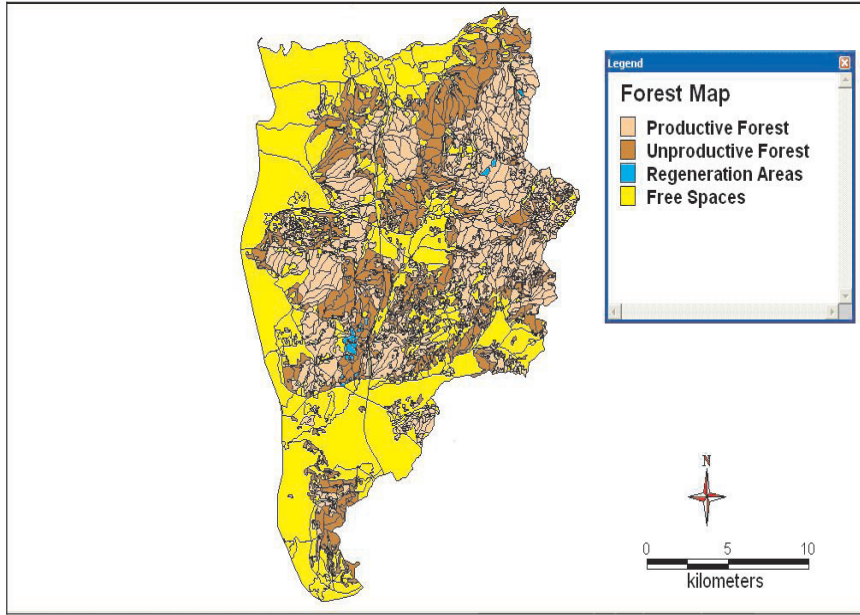 Legend
Forest Map
Productive Forest
Unproductive Forest
Regeneration Areas
Free Spaces
N
0 5 10
kilometers